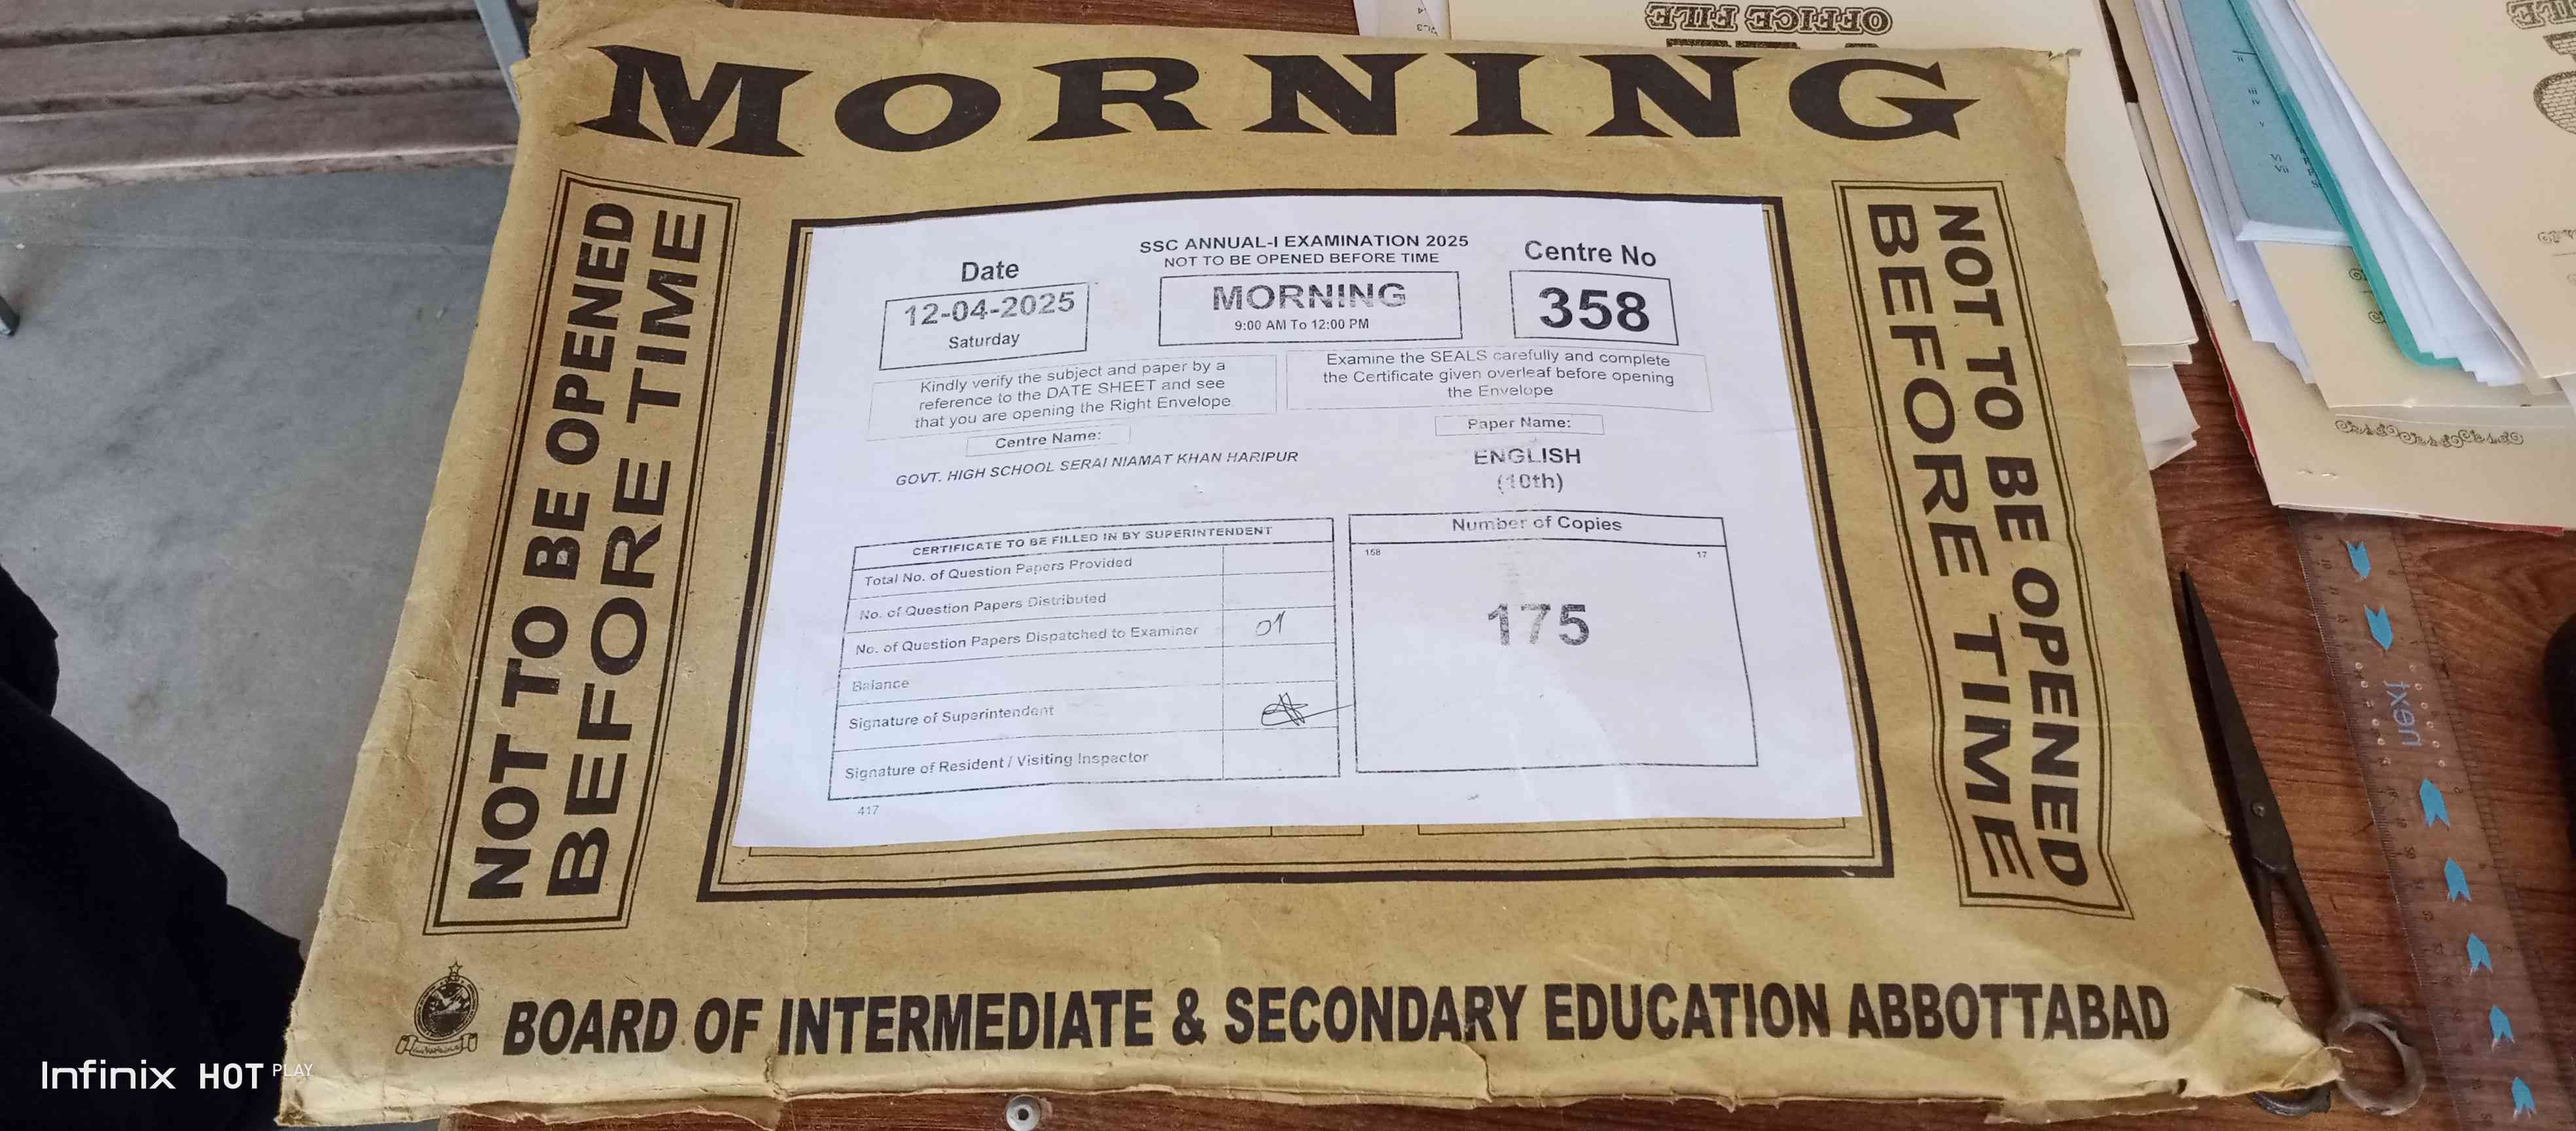 OFFICE FILE
MORNING
NOT TO BE OPENED
BEFORE TIME
SSC ANNUAL-I EXAMINATION 2025
NOT TO BE OPENED BEFORE TIME
Date
12-04-2025
Saturday
MORNING
9:00 AM To 12:00 PM
Centre No
358
Kindly verify the subject and paper by a
reference to the DATE SHEET and see
that you are opening the Right Envelope
Examine the SEALS carefully and complete
the Certificate given overleaf before opening
the Envelope
Centre Name:
GOVT. HIGH SCHOOL SERAI NIAMAT KHAN HARIPUR
Paper Name:
ENGLISH
(10th)
CERTIFICATE TO BE FILLED IN BY SUPERINTENDENT
Total No. of Question Papers Provided
No. of Question Papers Distributed
No. of Question Papers Dispatched to Examiner 01
Balance
Signature of Superintendent
Signature of Resident / Visiting Inspector
417
Number of Copies
158 17
175
NOT TO BE OPENED
BEFORE TIME
BOARD OF INTERMEDIATE & SECONDARY EDUCATION ABBOTTABAD
next
Infinix HOT PLAY